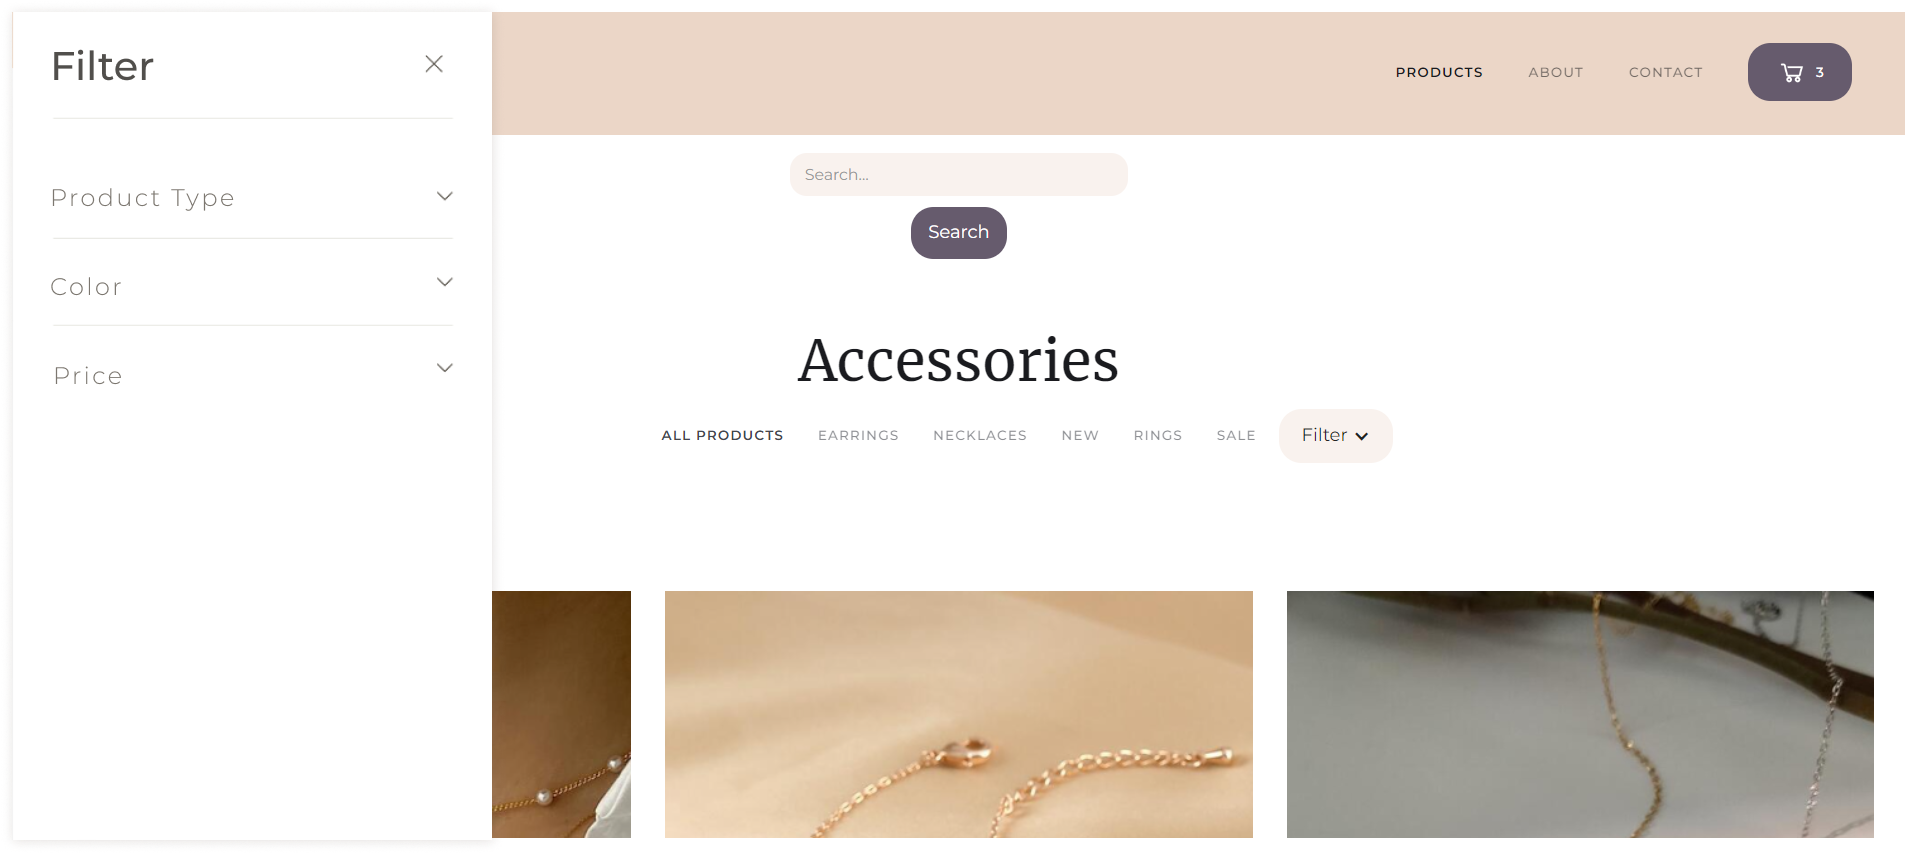 Filter
Product Type
Color
Price
PRODUCTS ABOUT CONTACT 3
Search...
Search
Accessories
ALL PRODUCTS EARRINGS NECKLACES NEW RINGS SALE Filter